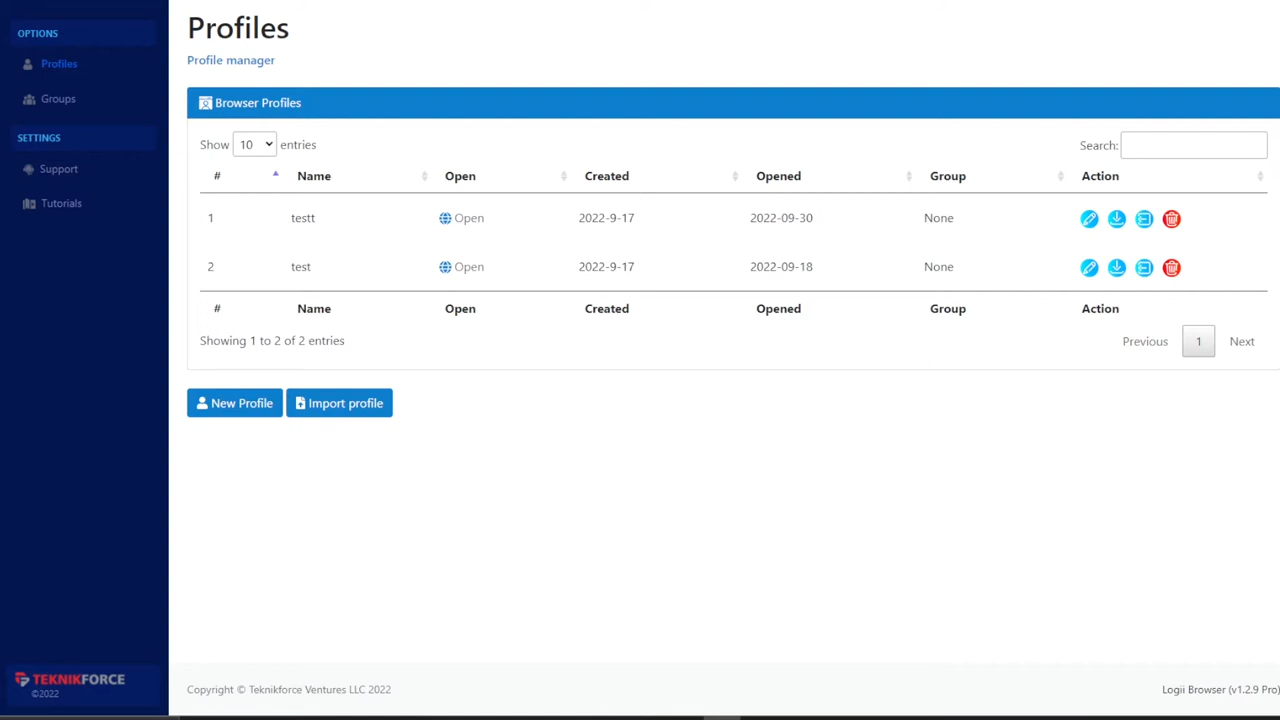 Profiles
OPTIONS
Profile manager
Profiles
Groups
Browser Profiles
SETTINGS
Show 10 entries
Search:
Support
# Name Open Created Opened Group Action
Tutorials
1 testt Open 2022-9-17 2022-09-30 None
2 test Open 2022-9-17 2022-09-18 None
# Name Open Created Opened Group Action
Showing 1 to 2 of 2 entries
Previous 1 Next
New Profile Import profile
TEKNIKFORCE
©2022
Copyright © Teknikforce Ventures LLC 2022
Logii Browser (v1.2.9 Pro)